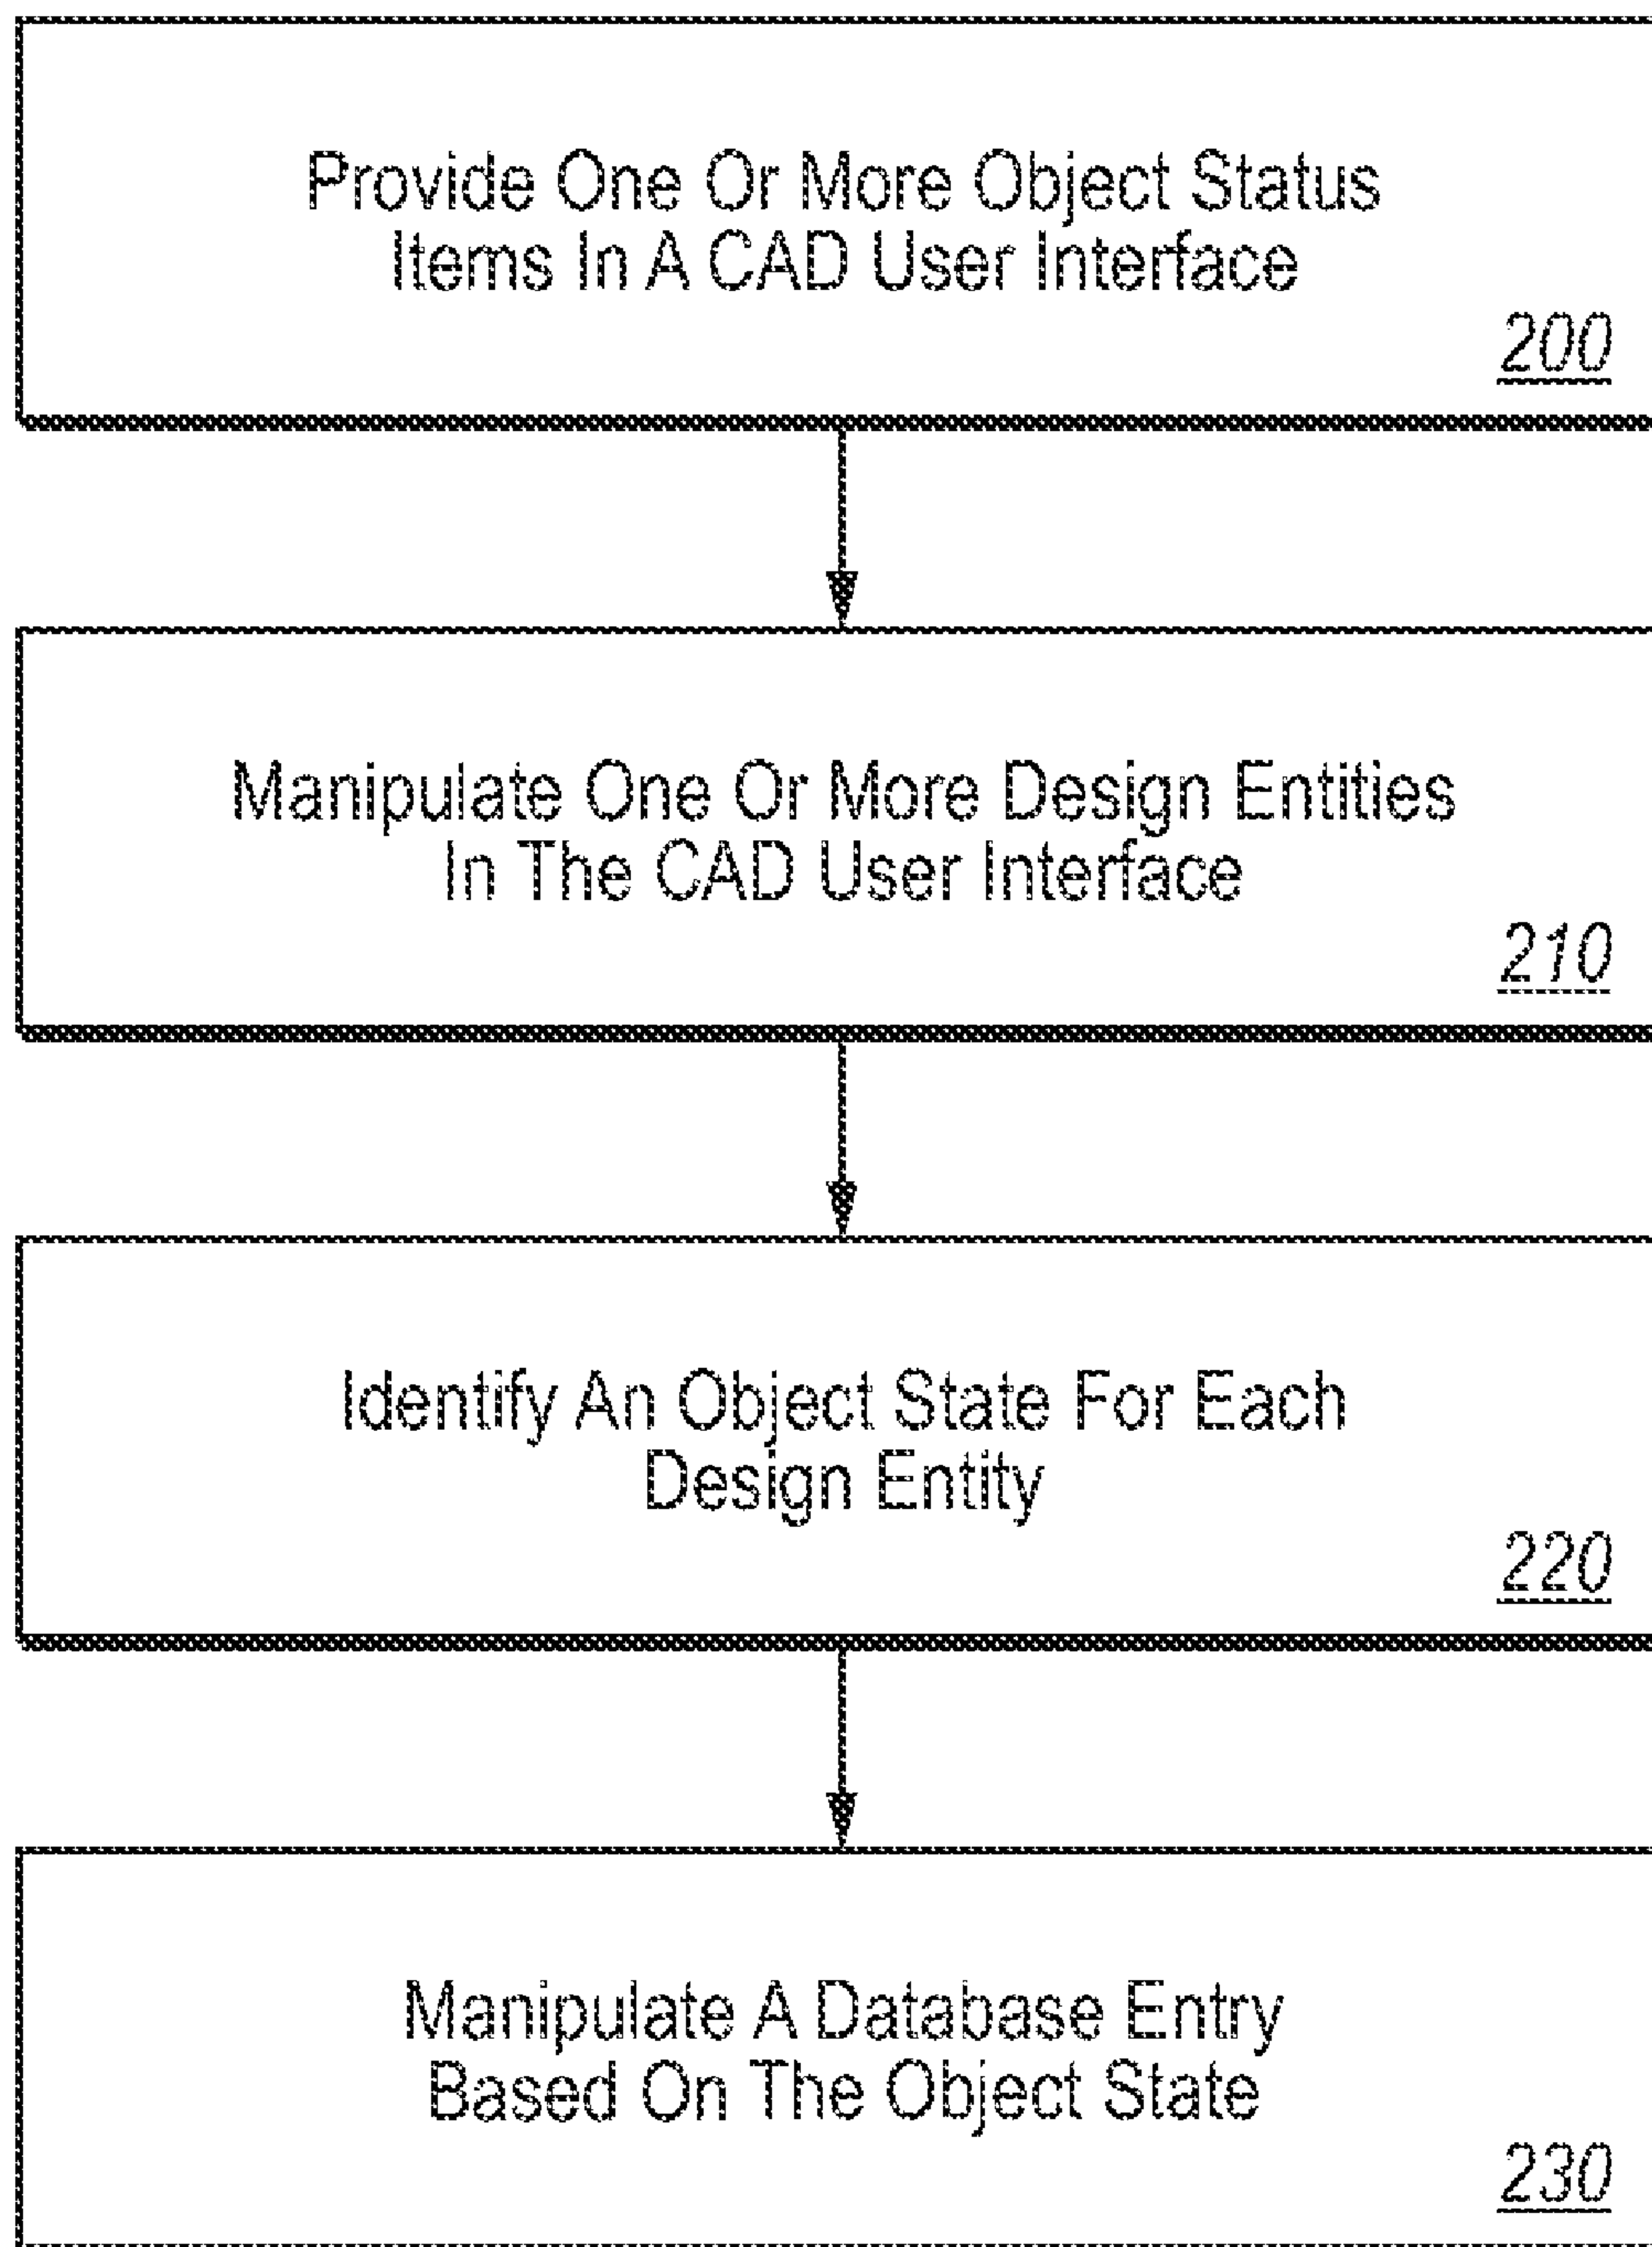 Provide One Or More Object Status
Items In A CAD User Interface
200
Manipulate One Or More Design Entities
In The CAD User Interface
210
Identify An Object State For Each
Design Entity
220
Manipulate A Database Entry
Based On The Object State
230